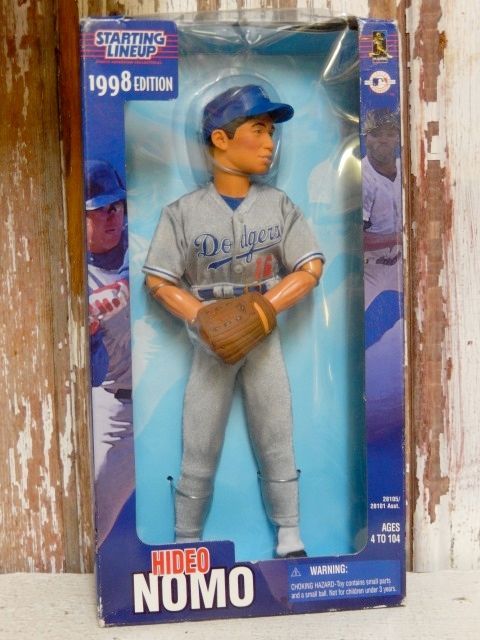 STARTING
LINEUP
1998 EDITION
Dodgers
16
28105/
28101 Asst.
AGES
4 TO 104
HIDEO
NOMO
WARNING:
CHOKING HAZARD-Toy contains small parts
and a small ball. Not for children under 3 years.